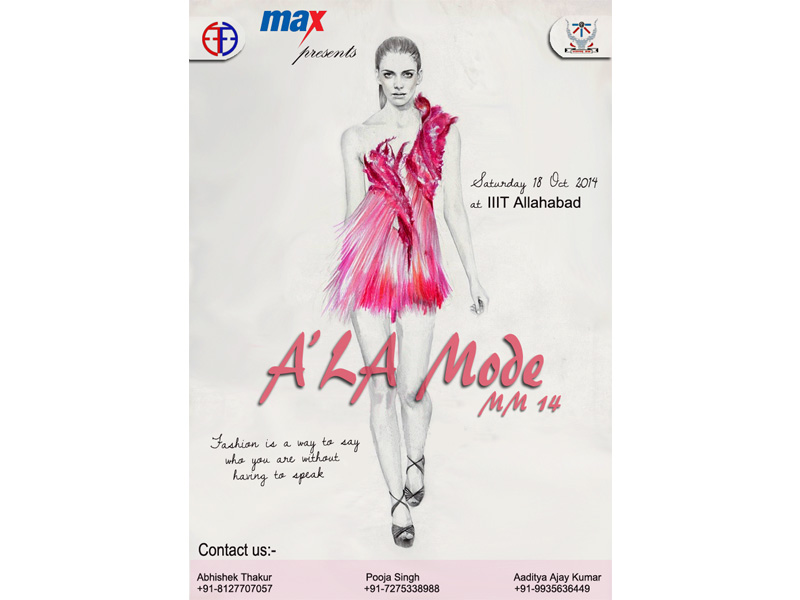 max
presents
Saturday 18 Oct 2014
at IIIT Allahabad
A'LA Mode
MM 14
Fashion is a way to say
who you are without
having to speak
Contact us:-
Abhishek Thakur
+91-8127707057
Pooja Singh
+91-7275338988
Aaditya Ajay Kumar
+91-9935636449